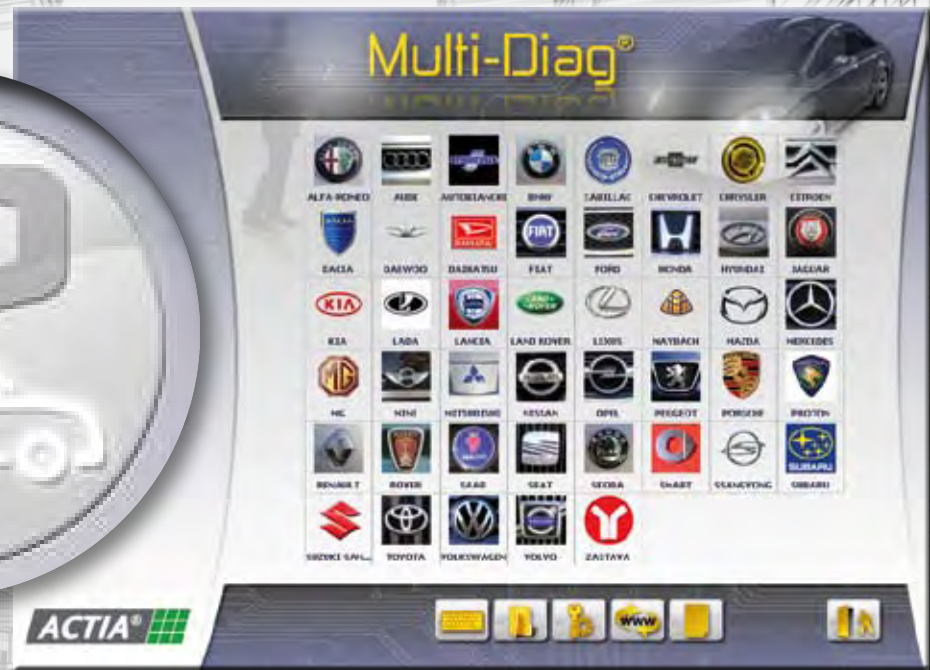 Multi-Diag®
ALFA-ROMEO AUDI AUTOBIANCHI BMW CADILLAC CHEVROLET CHRYSLER CITROEN
DACIA DAEWOO DAIHATSU FIAT FORD HONDA HYUNDAI JAGUAR
KIA LADA LANCIA LAND ROVER LEXUS MAYBACH MAZDA MERCEDES
MG MINI MITSUBISHI NISSAN OPEL PEUGEOT PORSCHE PROTON
RENAULT ROVER SAAB SEAT SKODA SMART SSANGYONG SUBARU
SUZUKI SAN... TOYOTA VOLKSWAGEN VOLVO ZASTAVA
ACTIA® www